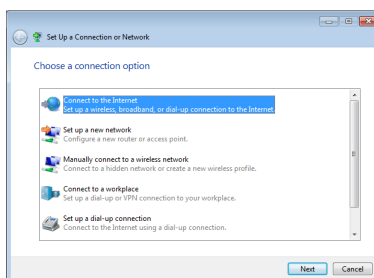 Set Up a Connection or Network
Choose a connection option
Connect to the Internet
Set up a wireless, broadband, or dial-up connection to the Internet.
Set up a new network
Configure a new router or access point.
Manually connect to a wireless network
Connect to a hidden network or create a new wireless profile.
Connect to a workplace
Set up a dial-up or VPN connection to your workplace.
Set up a dial-up connection
Connect to the Internet using a dial-up connection.
Next
Cancel